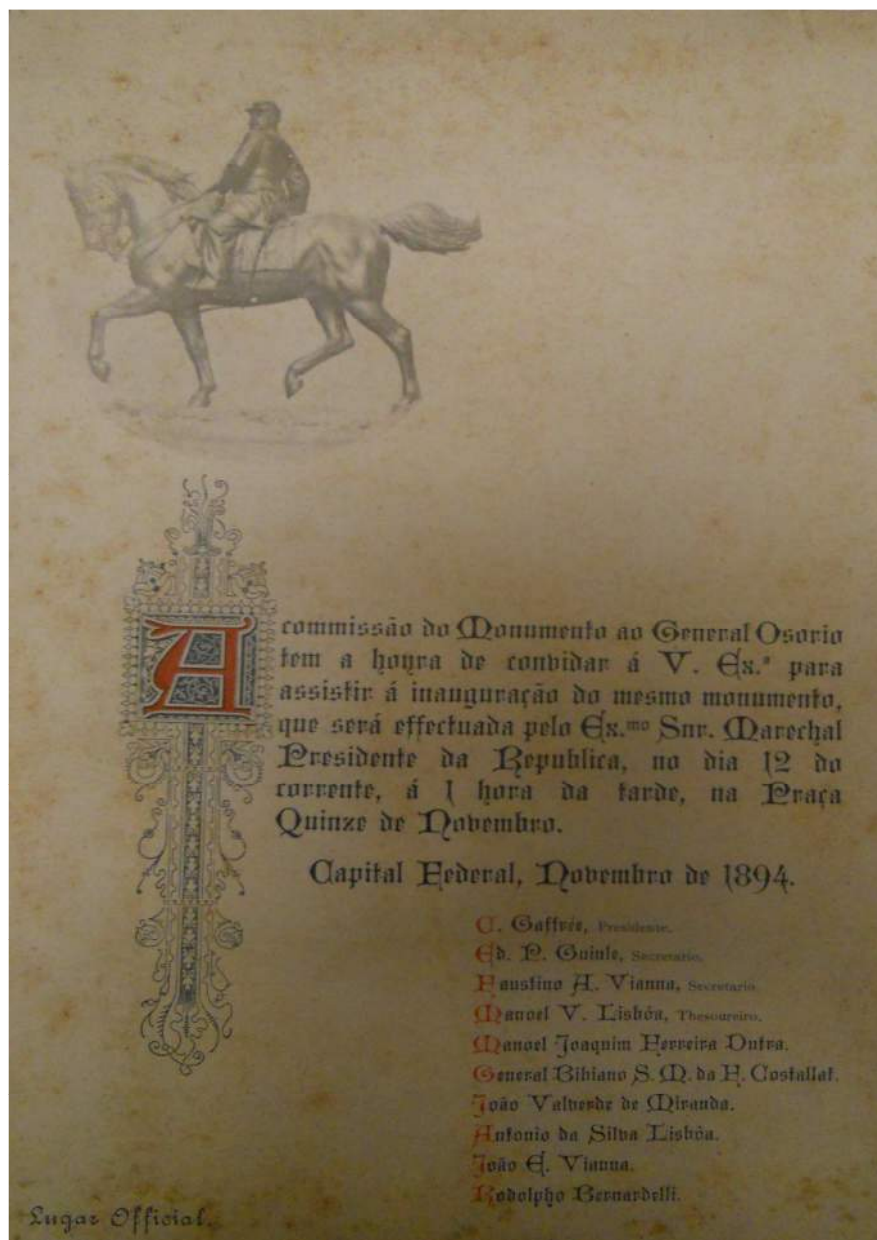 A commissão do Monumento ao General Osorio
tem a honra de convidar á V. Ex.ª para
assistir á inauguração do mesmo monumento,
que será effectuada pelo Ex.mo Snr. Marechal
Presidente da Republica, no dia 12 do
corrente, á 1 hora da tarde, na Praça
Quinze de Novembro.
Capital Federal, Novembro de 1894.
C. Gaffrée, Presidente.
Ed. P. Guinle, Secretario.
Faustino A. Vianna, Secretario.
Manoel V. Lisbôa, Thesoureiro.
Manoel Joaquim Ferreira Dutra.
General Bibiano S. M. da F. Costallat.
João Valverde de Miranda.
Antonio da Silva Lisbôa.
João E. Vianna.
Rodolpho Bernardelli.
Lugar Official.